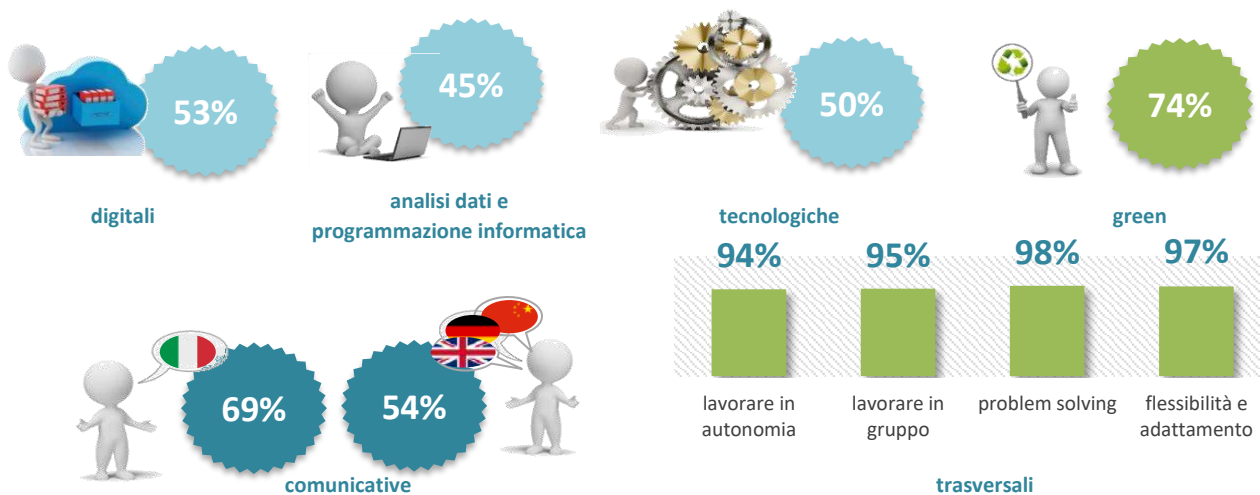 53%
45%
50%
74%
digitali
analisi dati e
programmazione informatica
tecnologiche
green
94%
95%
98%
97%
69%
54%
lavorare in
autonomia
lavorare in
gruppo
problem solving
flessibilità e
adattamento
comunicative
trasversali